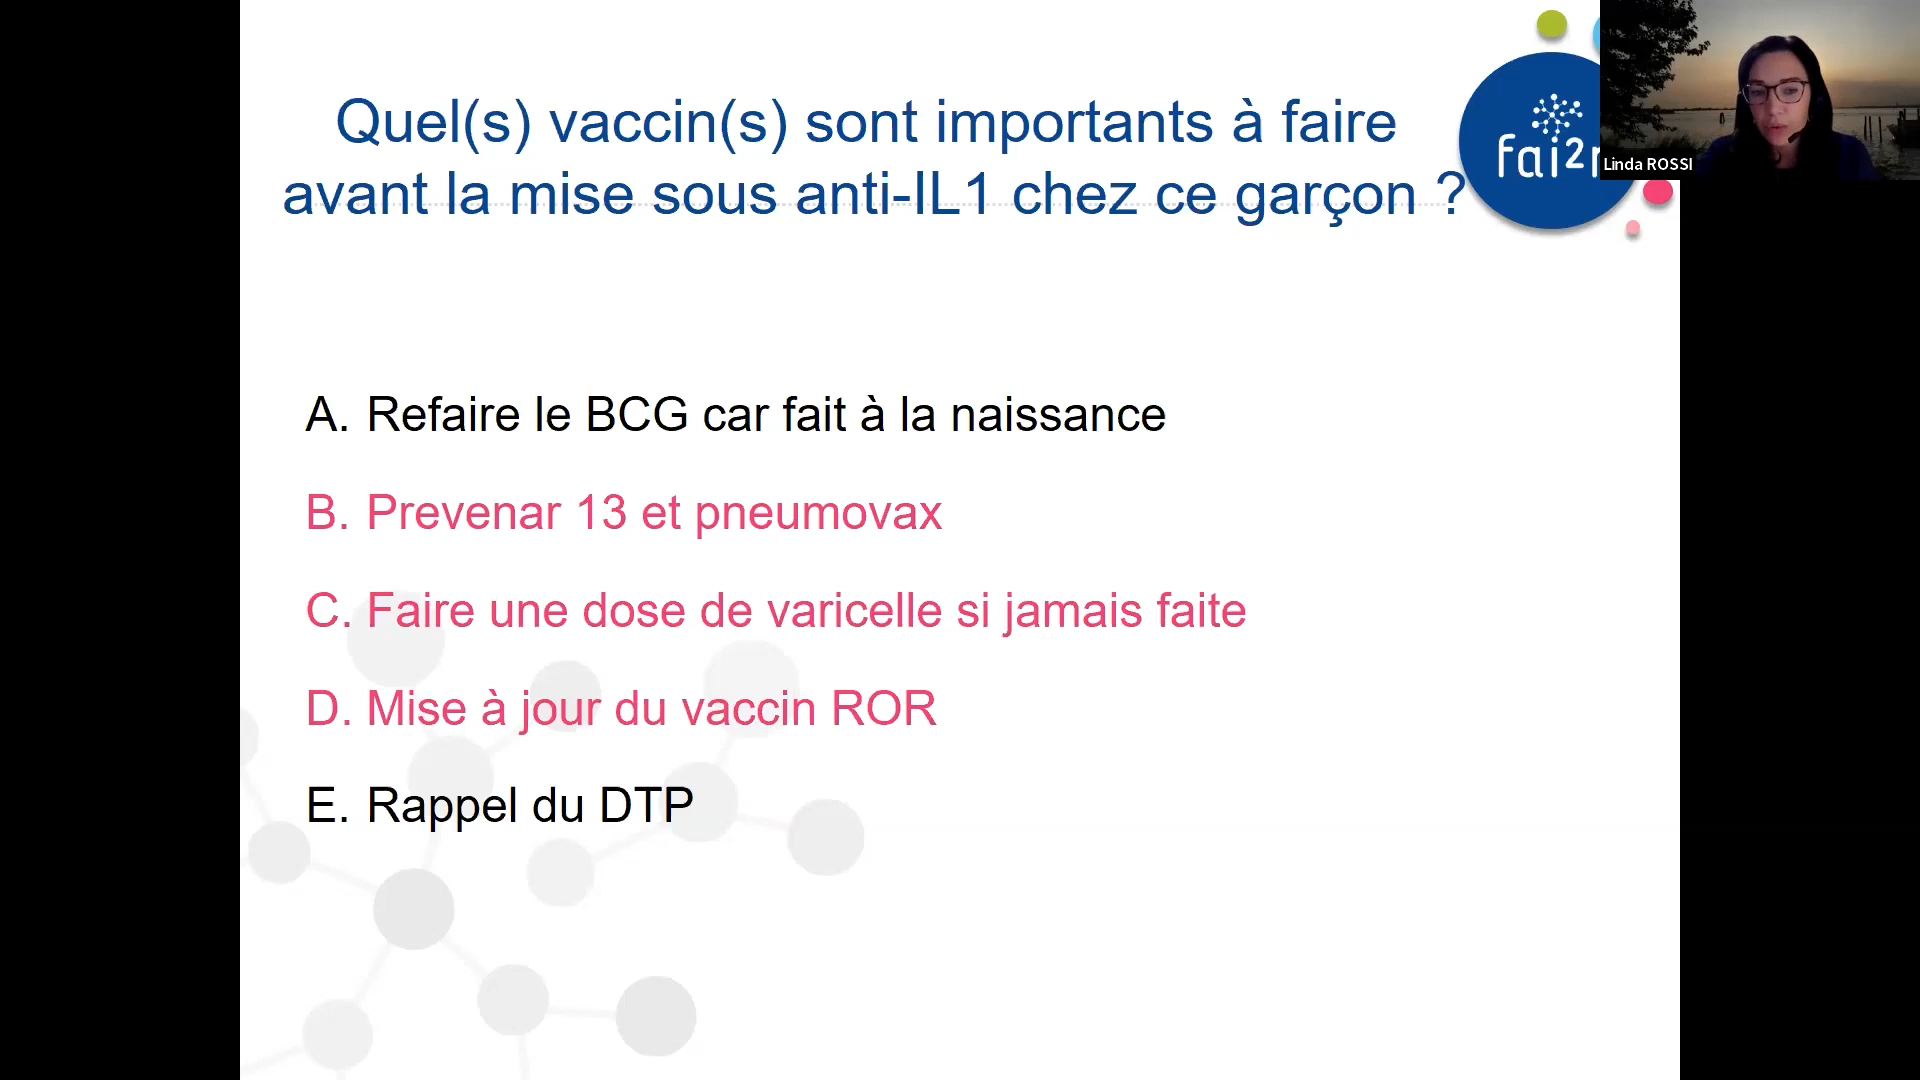 Quel(s) vaccin(s) sont importants à faire
avant la mise sous anti-IL1 chez ce garçon ?
fai2r
Linda ROSSI
A. Refaire le BCG car fait à la naissance
B. Prevenar 13 et pneumovax
C. Faire une dose de varicelle si jamais faite
D. Mise à jour du vaccin ROR
E. Rappel du DTP